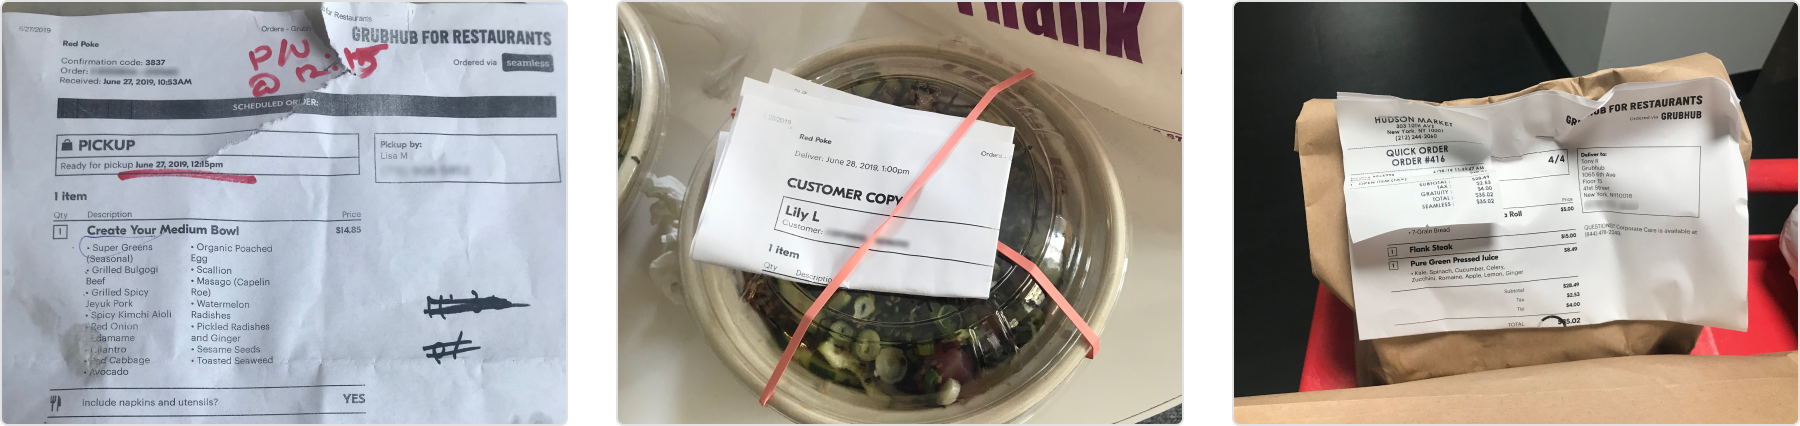 6/27/2019
Orders - Grubh
for Restaurants
GRUBHUB FOR RESTAURANTS
Red Poke
P/U
@ 12:15
Ordered via seamless
Confirmation code: 3837
Order:
Received: June 27, 2019, 10:53AM
SCHEDULED ORDER:
PICKUP
Ready for pickup June 27, 2019, 12:15pm
Pickup by:
Lisa M
1 item
Qty Description Price
1 Create Your Medium Bowl $14.85
• Super Greens
(Seasonal)
• Grilled Bulgogi
Beef
• Grilled Spicy
Jeyuk Pork
• Spicy Kimchi Aioli
• Red Onion
Edamame
Cilantro
Red Cabbage
• Avocado
• Organic Poached
Egg
• Scallion
• Masago (Capelin
Roe)
• Watermelon
Radishes
• Pickled Radishes
and Ginger
• Sesame Seeds
• Toasted Seaweed
Include napkins and utensils? YES
Thank
Red Poke
Orders -
Deliver: June 28, 2019, 1:00pm
CUSTOMER COPY
Lily L
Customer:
1 item
Qty Descriptio
HUDSON MARKET
303 10TH AVE
New York, NY 10001
(212) 244-2060
QUICK ORDER
ORDER #416
SUBTOTAL: $28.49
TAX: $2.53
GRATUITY: $4.00
TOTAL: $35.02
SEAMLESS: $35.02
GRUBHUB FOR RESTAURANTS
Ordered via GRUBHUB
4/4
Deliver to:
Tony R
Grubhub
1065 6th Ave
Floor 15
41st Street
New York, NY10018
QUESTIONS? Corporate Care is available at
(844) 478-2249.
Price
a Roll $5.00
• 7-Grain Bread
1 Flank Steak $15.00
1 Pure Green Pressed Juice $8.49
• Kale, Spinach, Cucumber, Celery,
Zucchini, Romaine, Apple, Lemon, Ginger
Subtotal $28.49
Tax $2.53
Tip $4.00
TOTAL $35.02